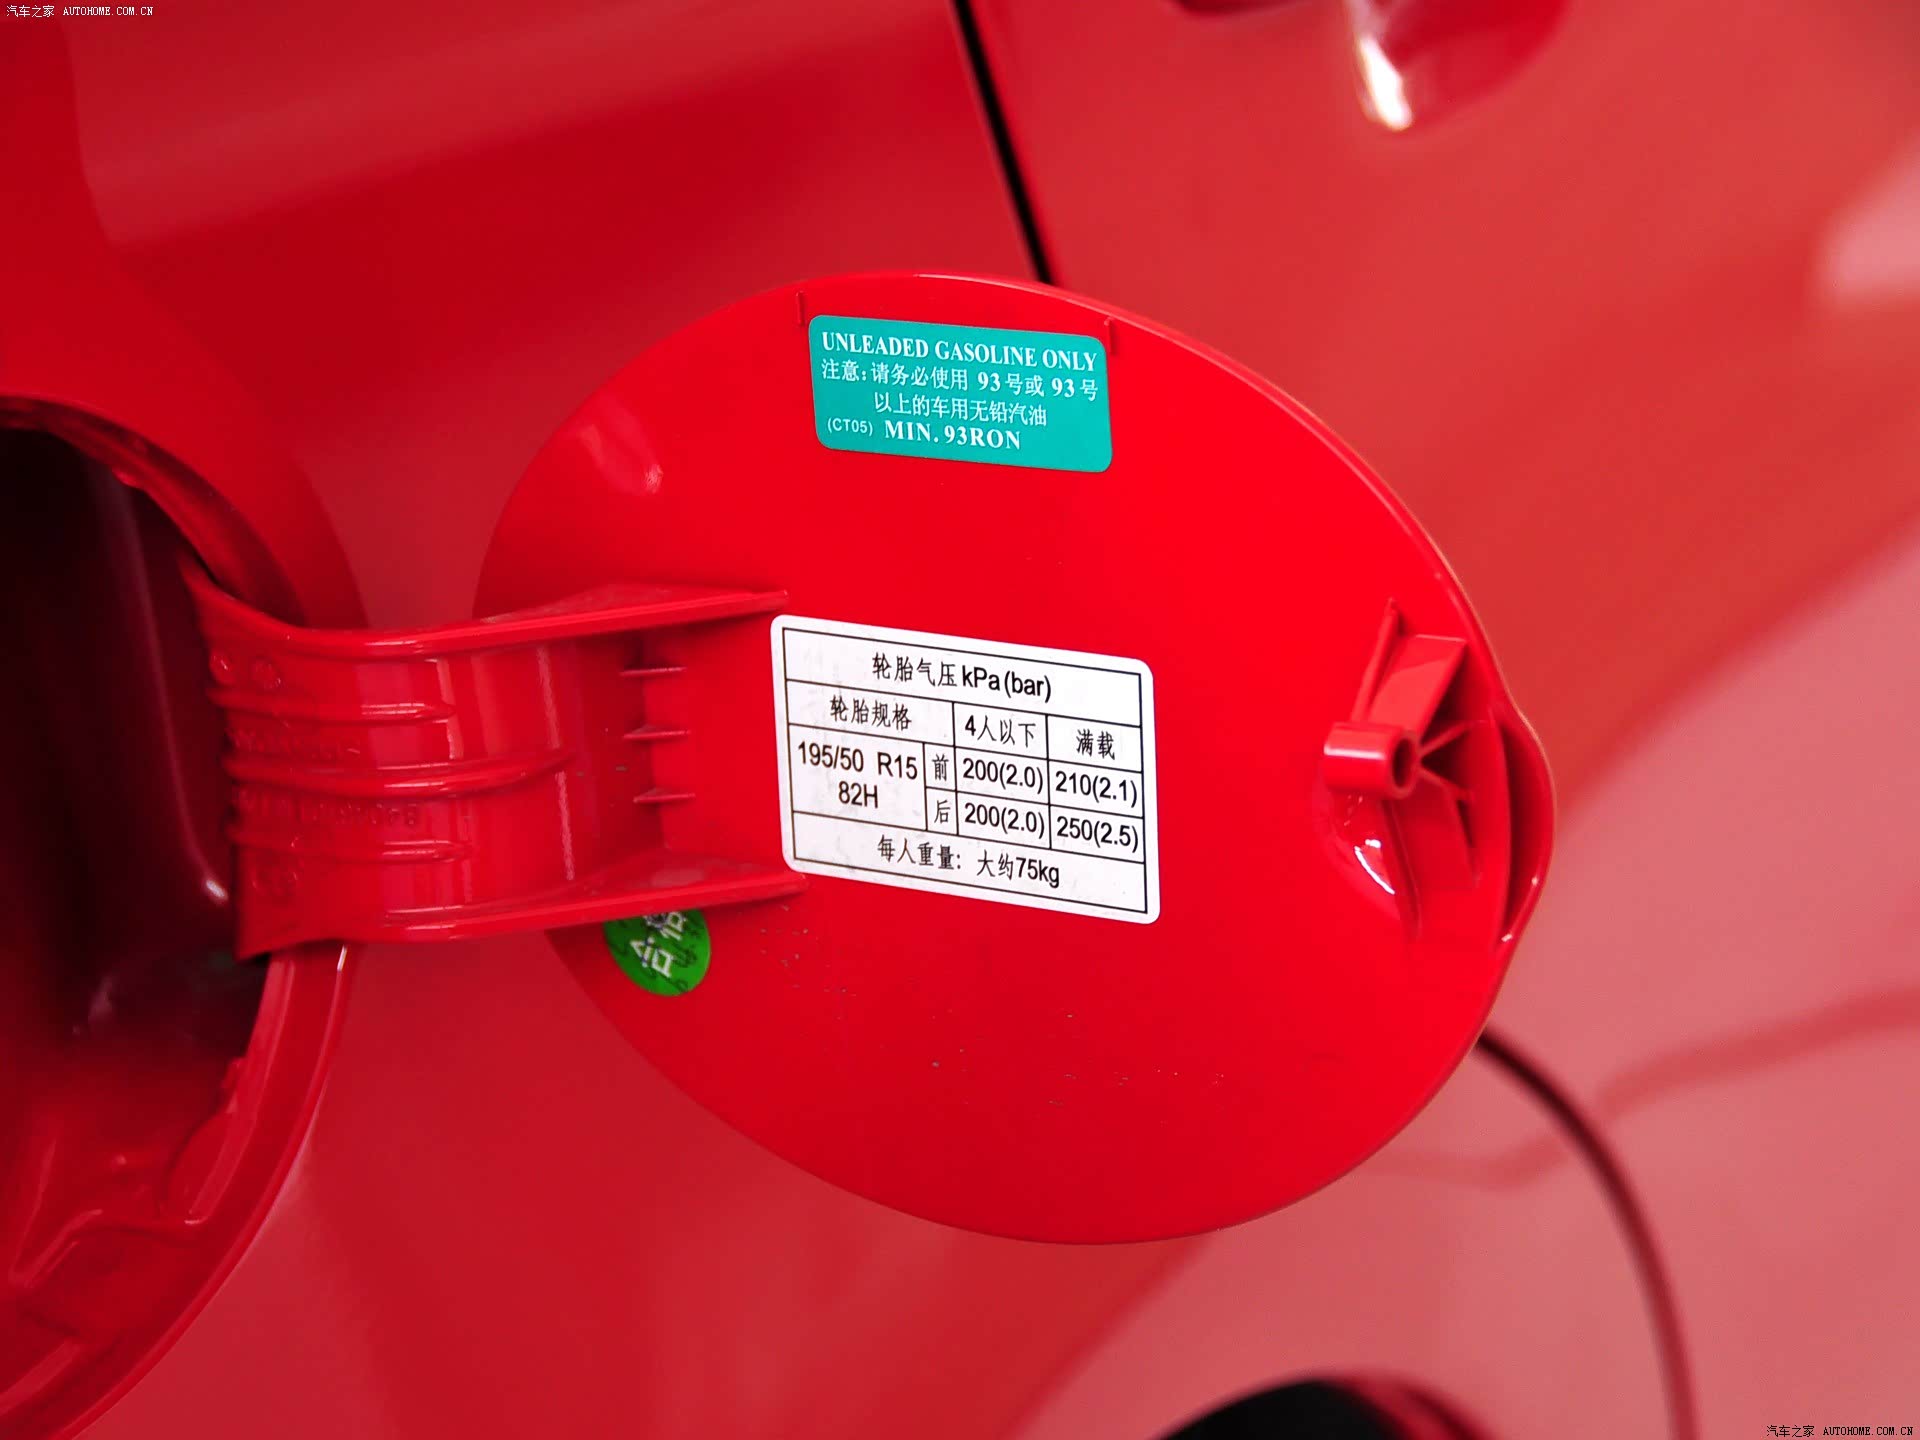 汽车之家 AUTOHOME.COM.CN
UNLEADED GASOLINE ONLY
注意:请务必使用 93号或 93号
以上的车用无铅汽油
(CT05) MIN. 93RON
轮胎气压 kPa (bar)
轮胎规格 4人以下 满载
195/50 R15 82H 前 200(2.0) 210(2.1)
后 200(2.0) 250(2.5)
每人重量: 大约75kg
汽车之家 AUTOHOME.COM.CN